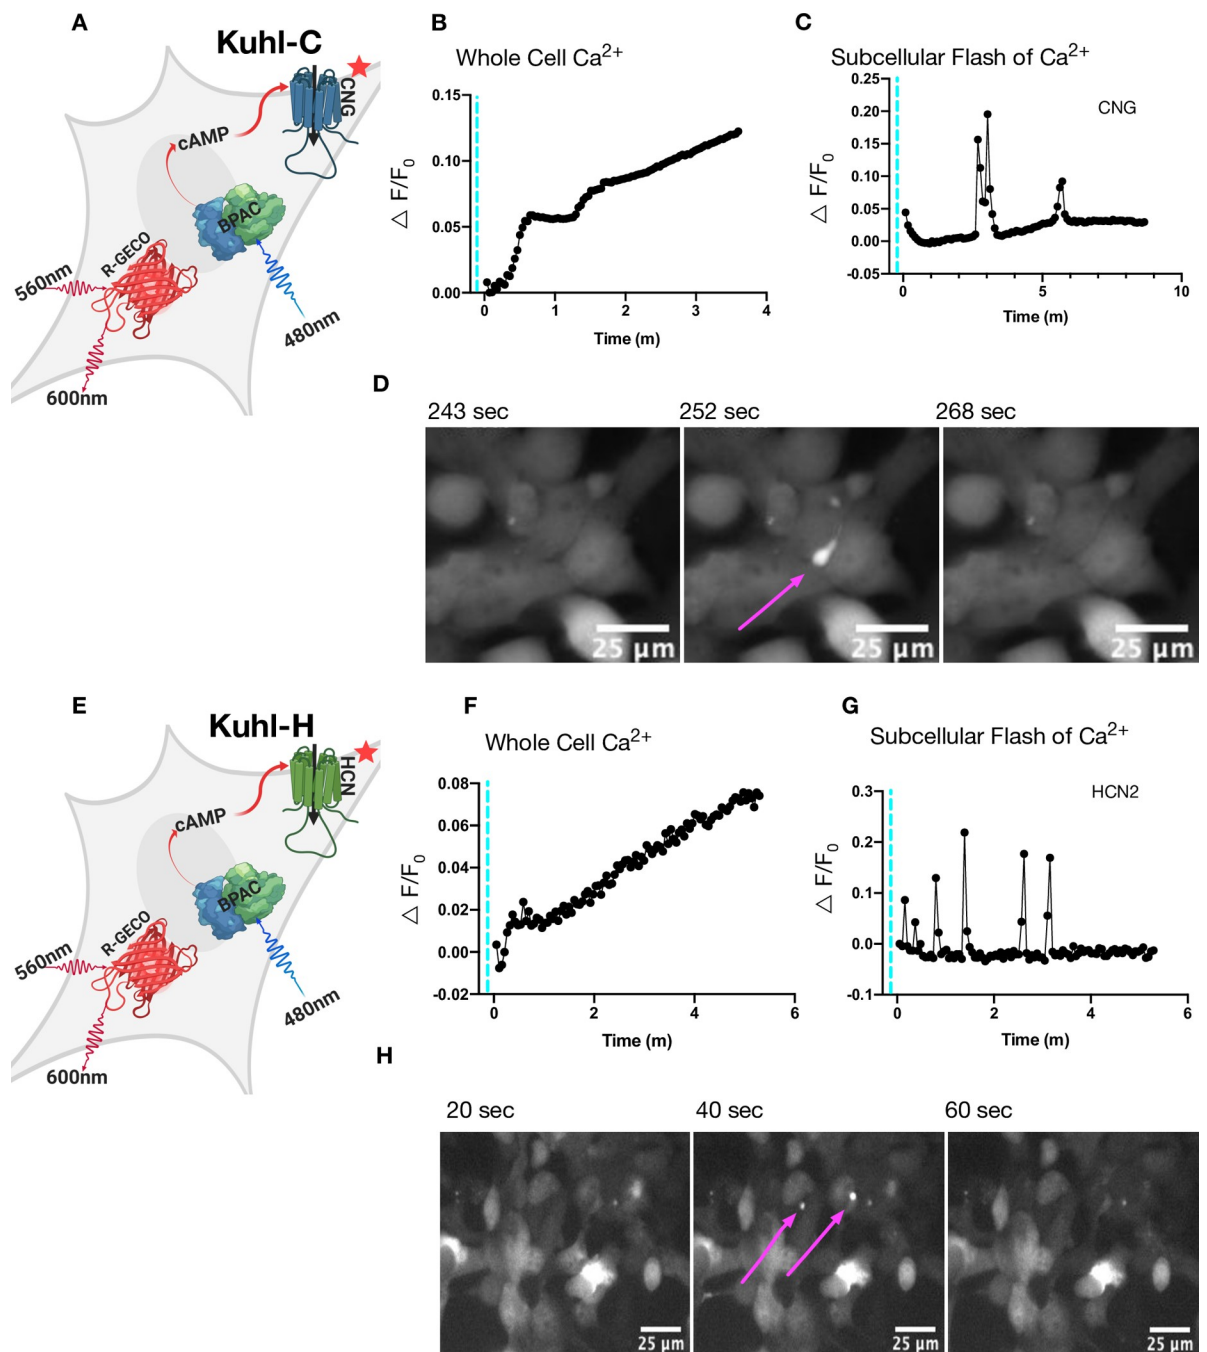 A
Kuhl-C
CNG
cAMP
BPAC
R-GECO
560nm
480nm
600nm
B
Whole Cell Ca2+
0.15
0.10
0.05
0.00
△ F/F0
0 1 2 3 4
Time (m)
C
Subcellular Flash of Ca2+
CNG
0.25
0.20
0.15
0.10
0.05
0.00
-0.05
△ F/F0
0 5 10
Time (m)
D
243 sec 252 sec 268 sec
25 µm 25 µm 25 µm
E
Kuhl-H
HCN
cAMP
BPAC
R-GECO
560nm
480nm
600nm
F
Whole Cell Ca2+
0.08
0.06
0.04
0.02
0.00
-0.02
△ F/F0
0 2 4 6
Time (m)
G
Subcellular Flash of Ca2+
HCN2
0.3
0.2
0.1
0.0
-0.1
△ F/F0
0 2 4 6
Time (m)
H
20 sec 40 sec 60 sec
25 µm 25 µm 25 µm